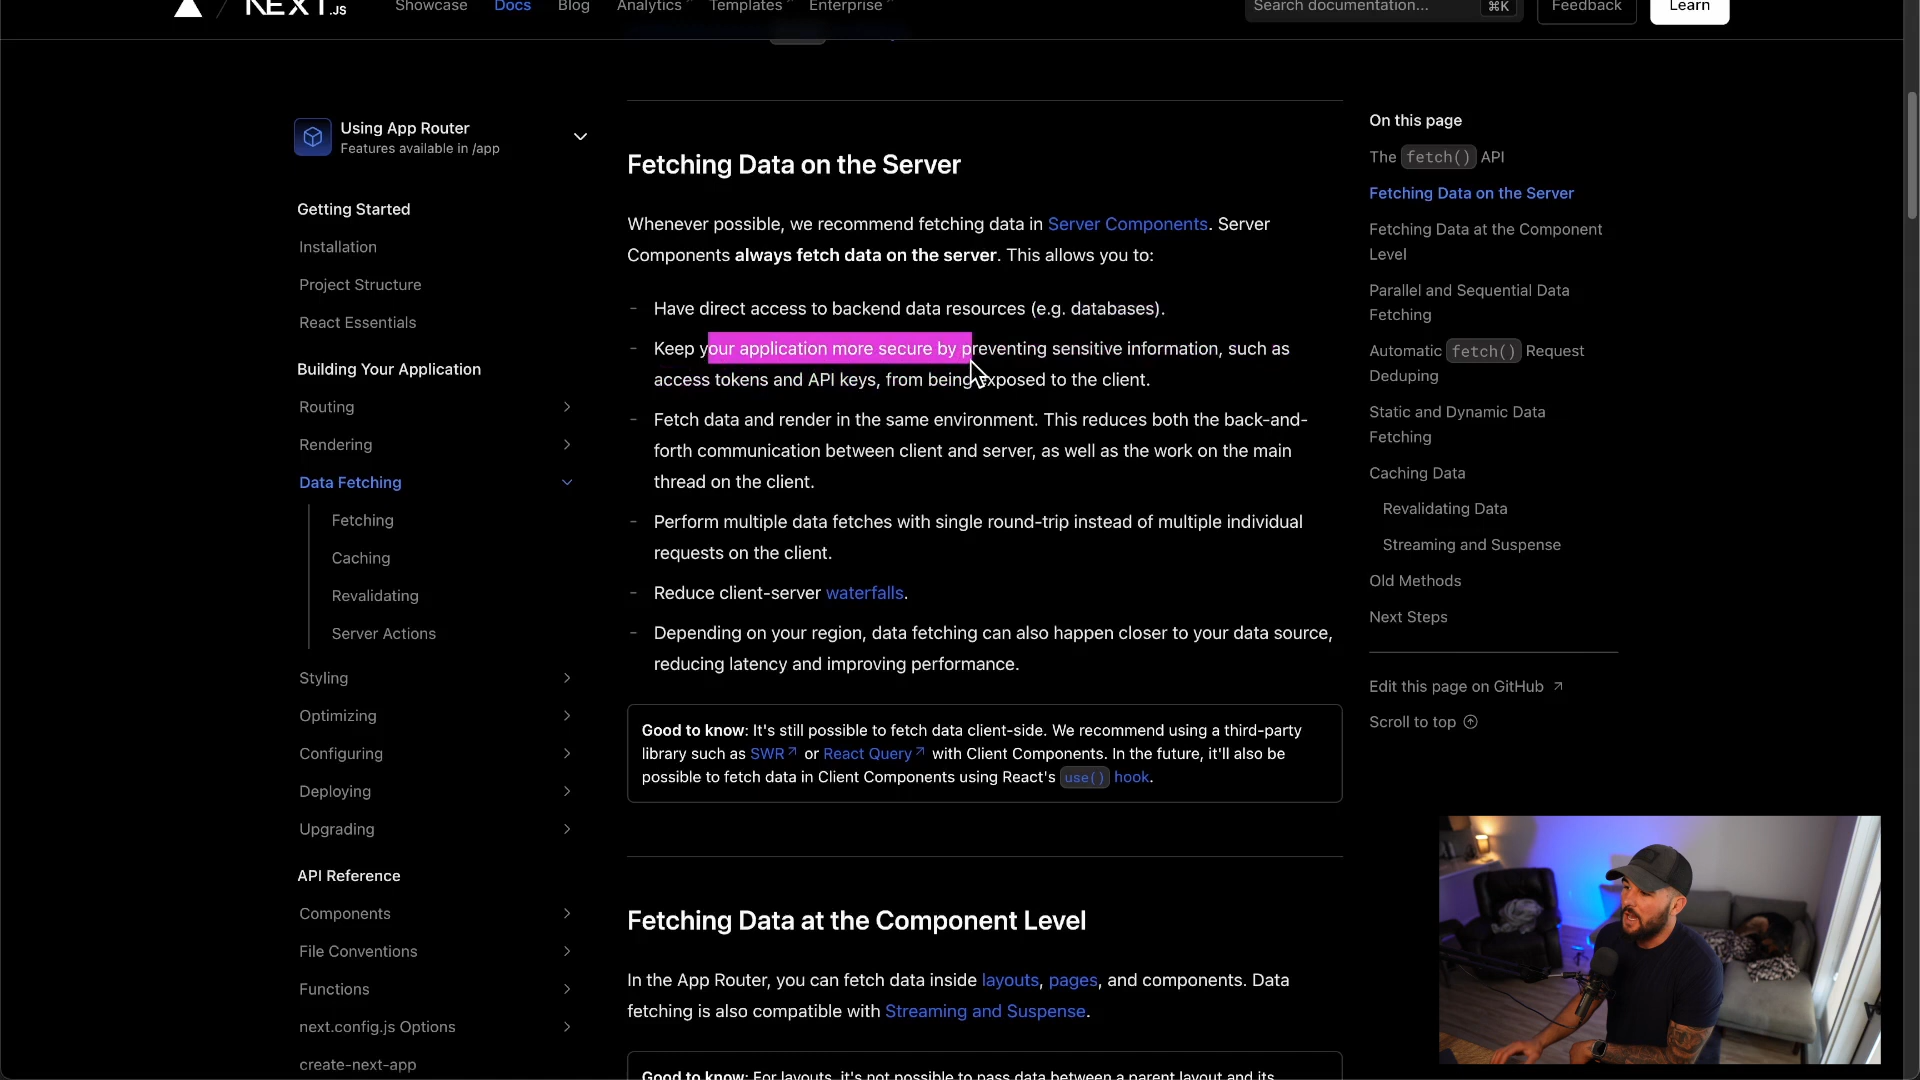 NEXT.JS
Showcase
Docs
Blog
Analytics
Templates
Enterprise
Search documentation...
⌘K
Feedback
Learn
Using App Router
Features available in /app
Getting Started
Installation
Project Structure
React Essentials
Building Your Application
Routing
Rendering
Data Fetching
Fetching
Caching
Revalidating
Server Actions
Styling
Optimizing
Configuring
Deploying
Upgrading
API Reference
Components
File Conventions
Functions
next.config.js Options
create-next-app
Fetching Data on the Server
Whenever possible, we recommend fetching data in Server Components. Server
Components always fetch data on the server. This allows you to:
- Have direct access to backend data resources (e.g. databases).
- Keep your application more secure by preventing sensitive information, such as
access tokens and API keys, from being exposed to the client.
- Fetch data and render in the same environment. This reduces both the back-and-
forth communication between client and server, as well as the work on the main
thread on the client.
- Perform multiple data fetches with single round-trip instead of multiple individual
requests on the client.
- Reduce client-server waterfalls.
- Depending on your region, data fetching can also happen closer to your data source,
reducing latency and improving performance.
Good to know: It's still possible to fetch data client-side. We recommend using a third-party
library such as SWR ↗ or React Query ↗ with Client Components. In the future, it'll also be
possible to fetch data in Client Components using React's use() hook.
Fetching Data at the Component Level
In the App Router, you can fetch data inside layouts, pages, and components. Data
fetching is also compatible with Streaming and Suspense.
Good to know: For layouts, it's not possible to pass data between a parent layout and its
On this page
The fetch() API
Fetching Data on the Server
Fetching Data at the Component
Level
Parallel and Sequential Data
Fetching
Automatic fetch() Request
Deduping
Static and Dynamic Data
Fetching
Caching Data
Revalidating Data
Streaming and Suspense
Old Methods
Next Steps
Edit this page on GitHub ↗
Scroll to top